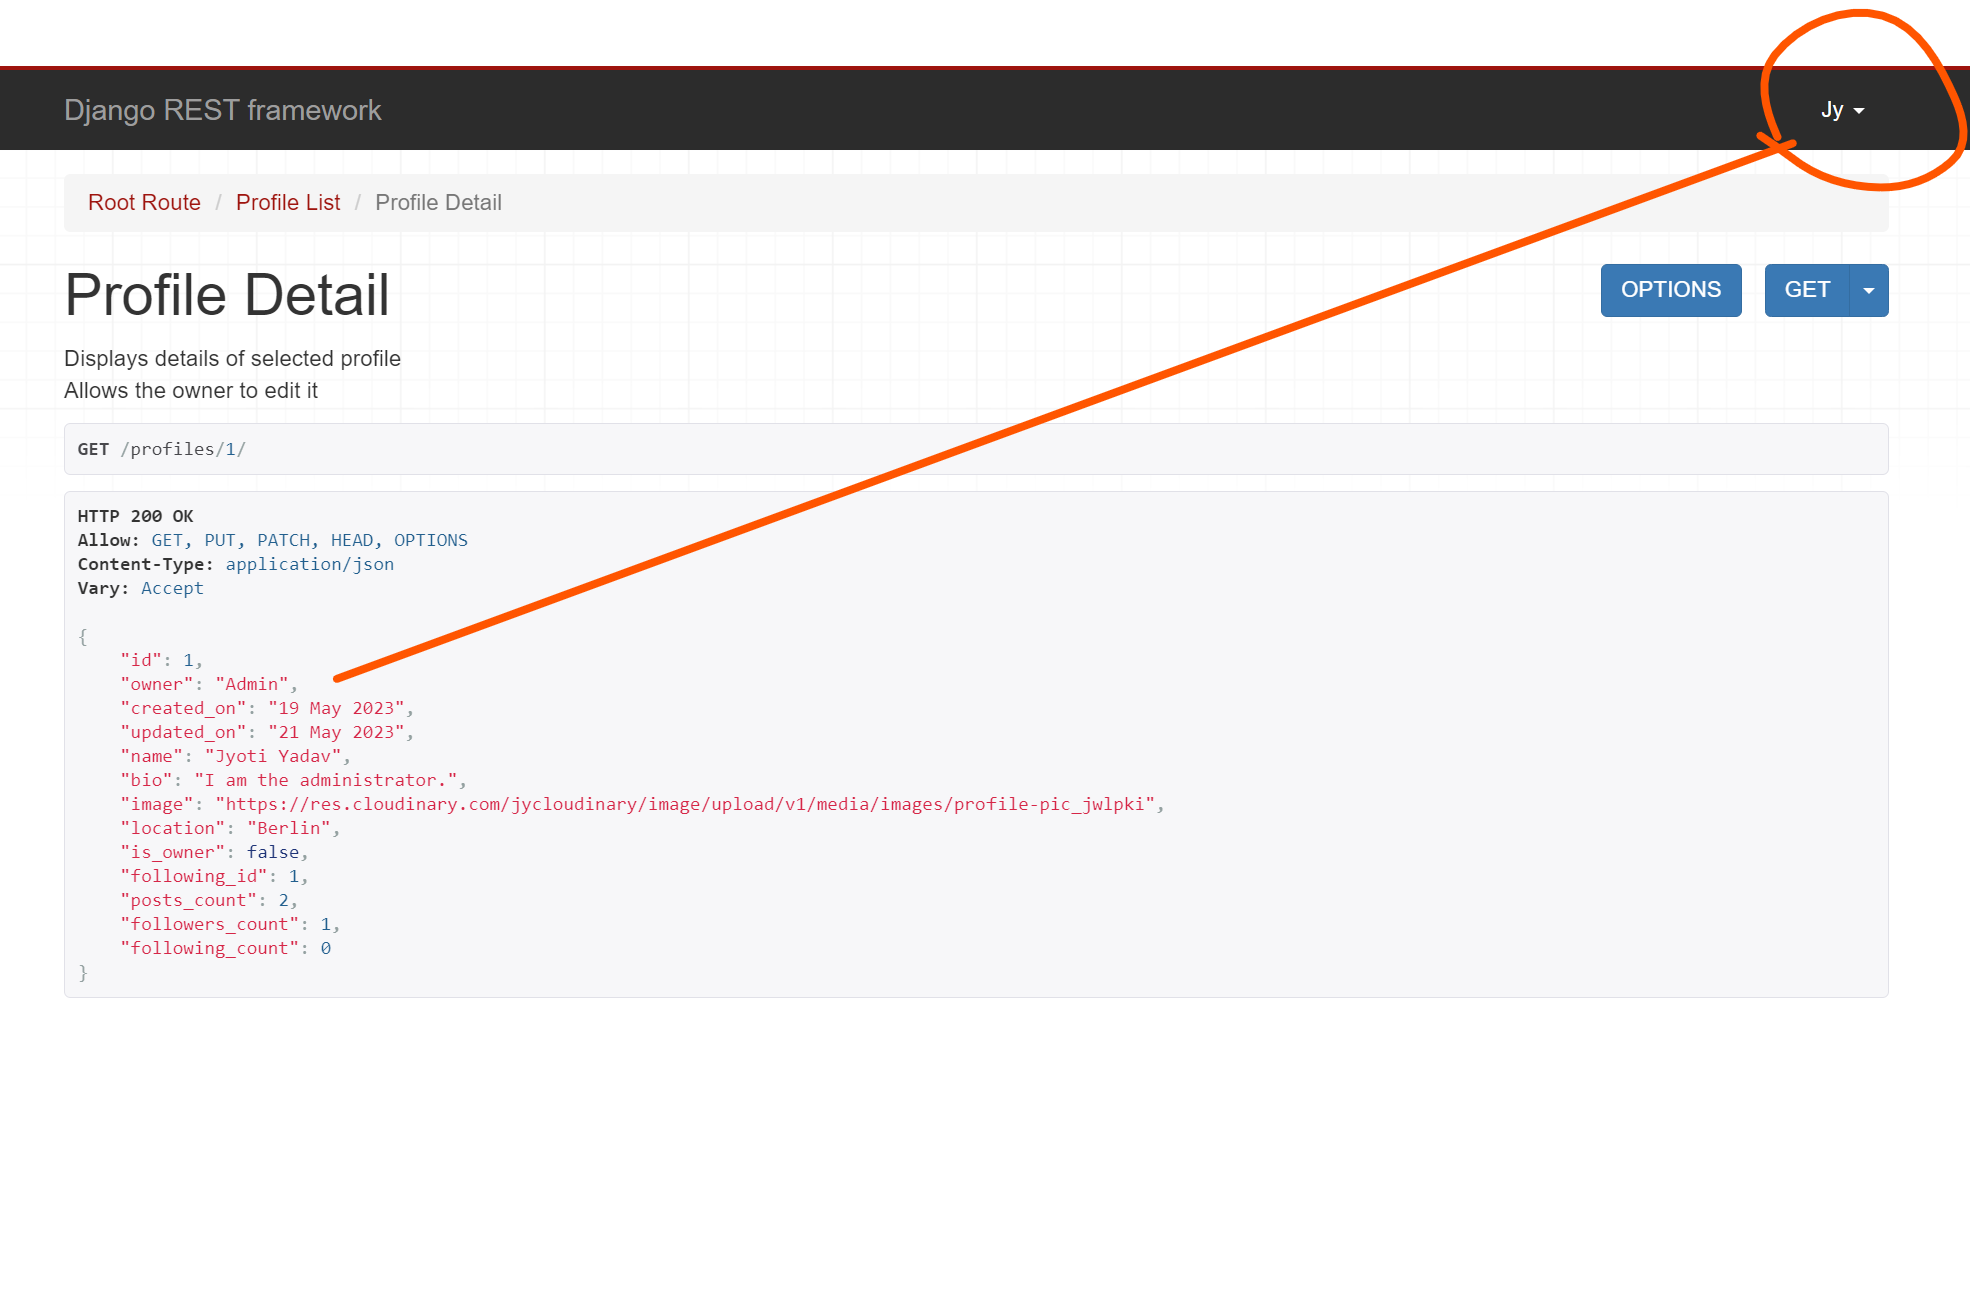 Django REST framework
Jy
Root Route / Profile List / Profile Detail
Profile Detail
OPTIONS
GET
Displays details of selected profile
Allows the owner to edit it
GET /profiles/1/
HTTP 200 OK
Allow: GET, PUT, PATCH, HEAD, OPTIONS
Content-Type: application/json
Vary: Accept
{
    "id": 1,
    "owner": "Admin",
    "created_on": "19 May 2023",
    "updated_on": "21 May 2023",
    "name": "Jyoti Yadav",
    "bio": "I am the administrator.",
    "image": "https://res.cloudinary.com/jycloudinary/image/upload/v1/media/images/profile-pic_jwlpki",
    "location": "Berlin",
    "is_owner": false,
    "following_id": 1,
    "posts_count": 2,
    "followers_count": 1,
    "following_count": 0
}